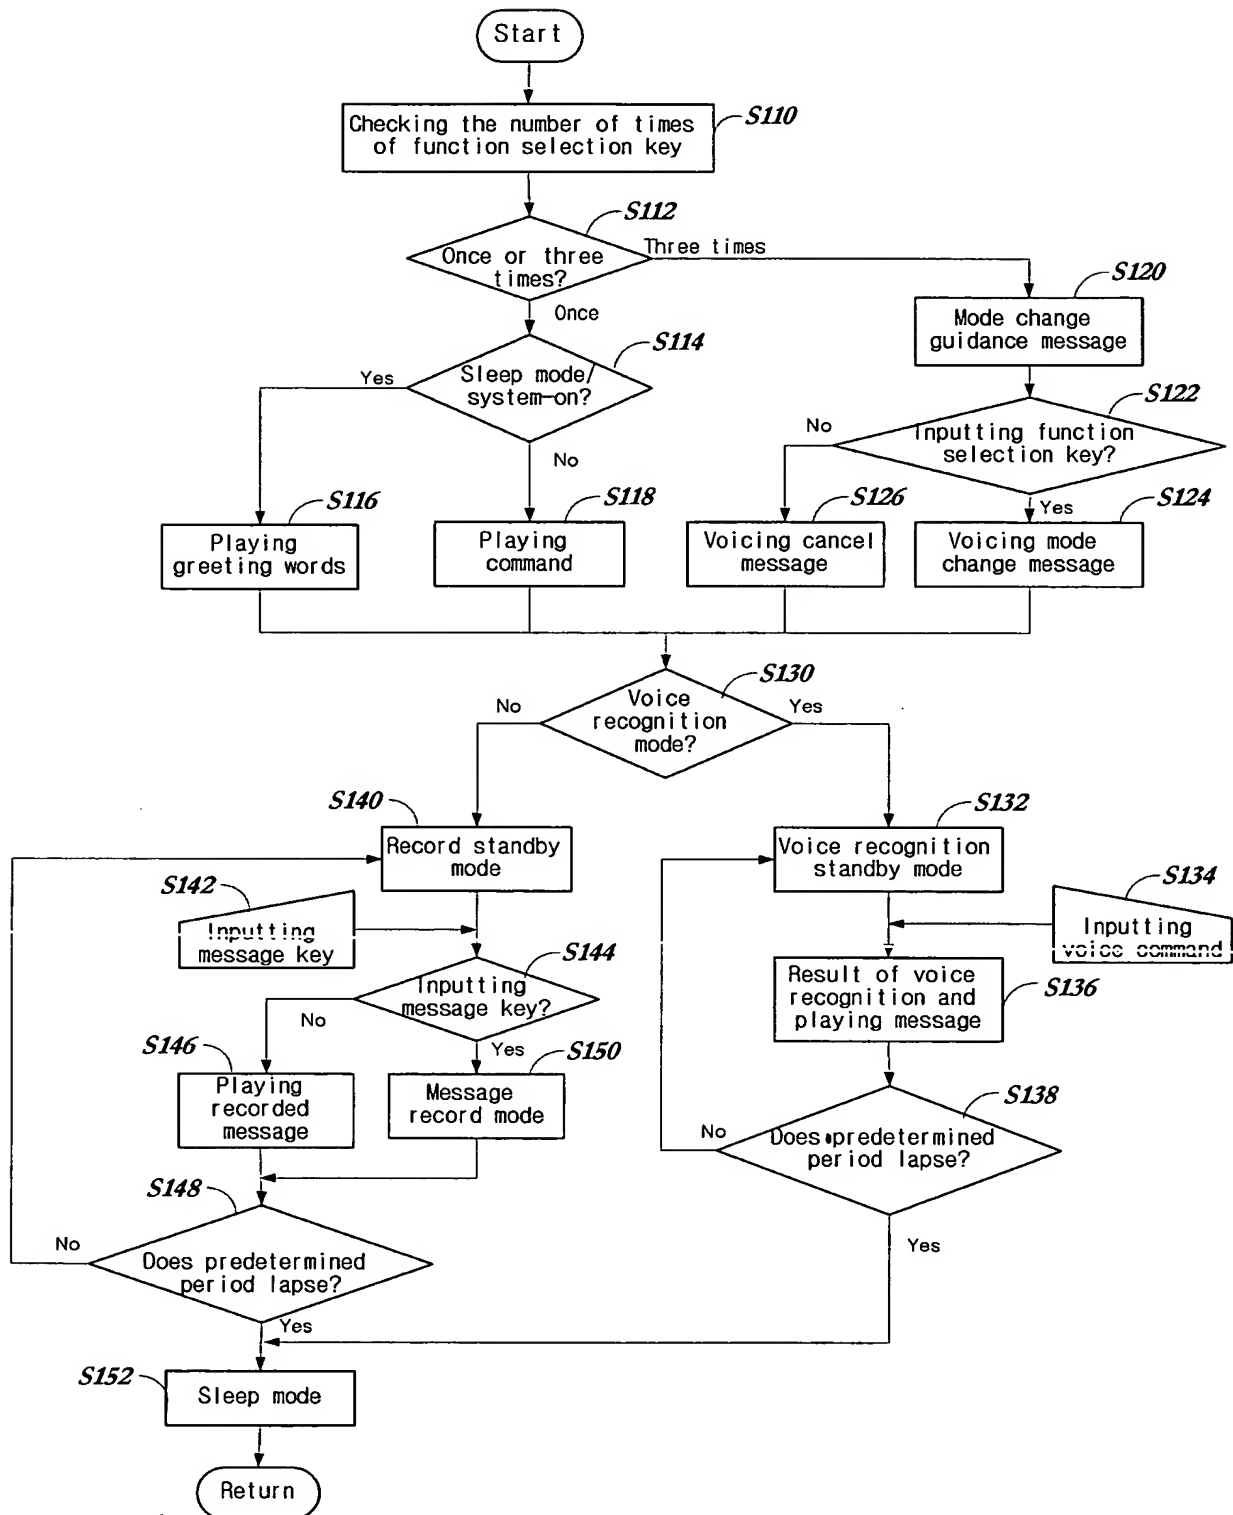 Start
S110
Checking the number of times
of function selection key
S112
Once or three
times?
Three times
Once
S120
Mode change
guidance message
S114
Sleep mode/
system-on?
Yes
No
S122
Inputting function
selection key?
No
Yes
S116
Playing
greeting words
S118
Playing
command
S126
Voicing cancel
message
S124
Voicing mode
change message
S130
Voice
recognition
mode?
No
Yes
S140
Record standby
mode
S132
Voice recognition
standby mode
S142
Inputting
message key
S134
Inputting
voice command
S144
Inputting
message key?
No
Yes
S136
Result of voice
recognition and
playing message
S146
Playing
recorded
message
S150
Message
record mode
S138
Does predetermined
period lapse?
No
Yes
S148
Does predetermined
period lapse?
No
Yes
S152
Sleep mode
Return